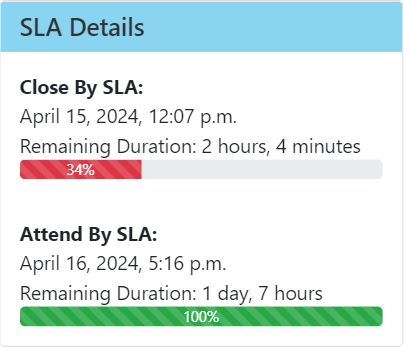 SLA Details
Close By SLA:
April 15, 2024, 12:07 p.m.
Remaining Duration: 2 hours, 4 minutes
34%
Attend By SLA:
April 16, 2024, 5:16 p.m.
Remaining Duration: 1 day, 7 hours
100%